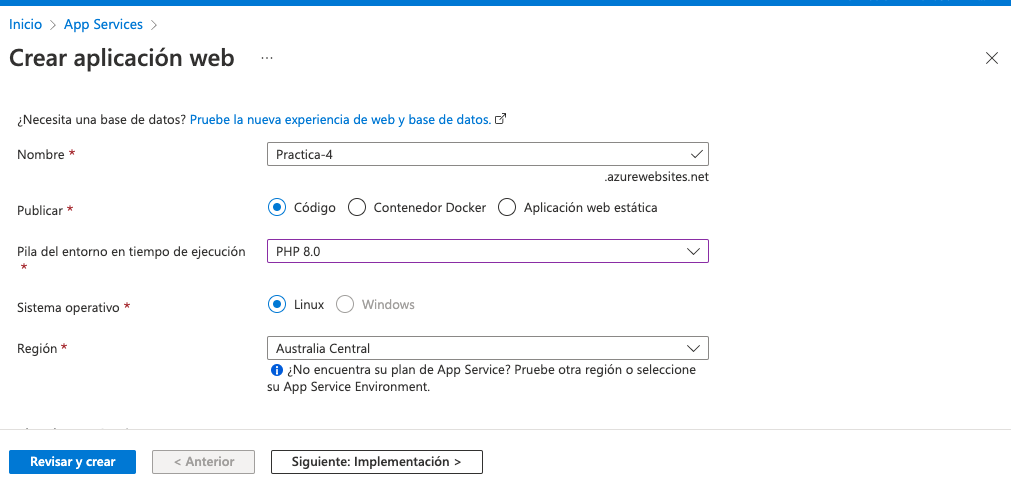 Inicio > App Services >
Crear aplicación web ...
¿Necesita una base de datos? Pruebe la nueva experiencia de web y base de datos.
Nombre *
Practica-4
.azurewebsites.net
Publicar *
Código
Contenedor Docker
Aplicación web estática
Pila del entorno en tiempo de ejecución
*
PHP 8.0
Sistema operativo *
Linux
Windows
Región *
Australia Central
¿No encuentra su plan de App Service? Pruebe otra región o seleccione
su App Service Environment.
Revisar y crear
< Anterior
Siguiente: Implementación >